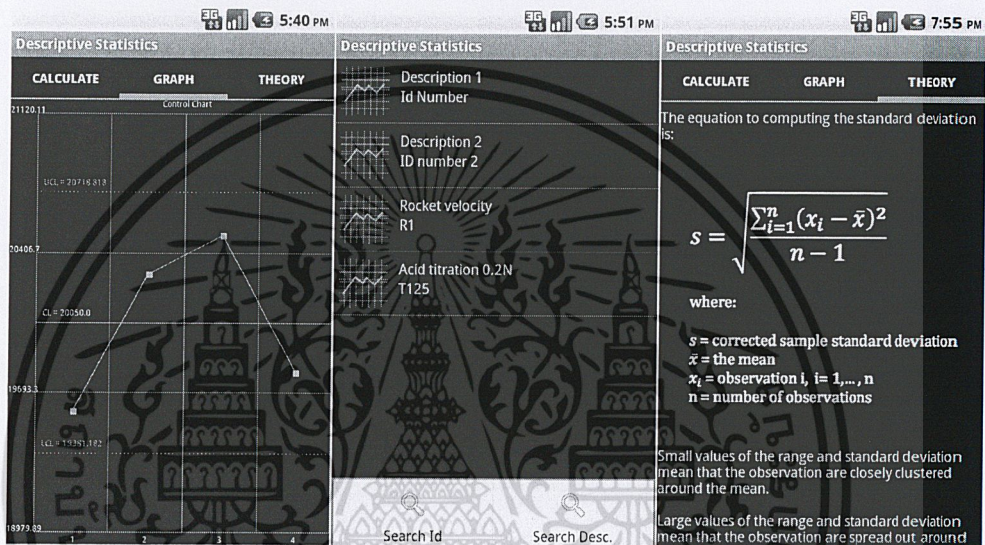 3G 5:40 PM
Descriptive Statistics
CALCULATE GRAPH THEORY
Control Chart
21120.11
UCL = 20718.818
20406.7
CL = 20050.0
19693.3
LCL = 19381.182
18979.89
1 2 3 4
3G 5:51 PM
Descriptive Statistics
Description 1
Id Number
Description 2
ID number 2
Rocket velocity
R1
Acid titration 0.2N
T125
Search Id Search Desc.
3G 7:55 PM
Descriptive Statistics
CALCULATE GRAPH THEORY
The equation to computing the standard deviation
is:
s = √(∑ⁿᵢ₌₁(xᵢ − x̄)² / (n − 1))
where:
s = corrected sample standard deviation
x̄ = the mean
xᵢ = observation i, i= 1,..., n
n = number of observations
Small values of the range and standard deviation
mean that the observation are closely clustered
around the mean.
Large values of the range and standard deviation
mean that the observation are spread out around